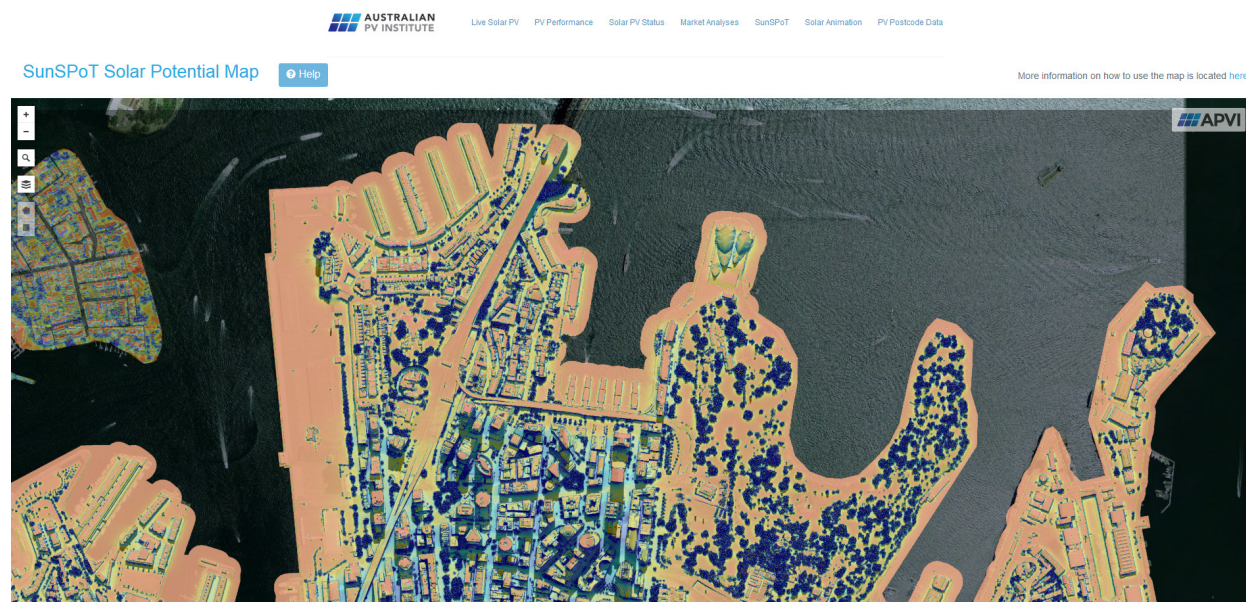 AUSTRALIAN
PV INSTITUTE
Live Solar PV PV Performance Solar PV Status Market Analyses SunSPoT Solar Animation PV Postcode Data
SunSPoT Solar Potential Map
? Help
More information on how to use the map is located here
+
−
APVI